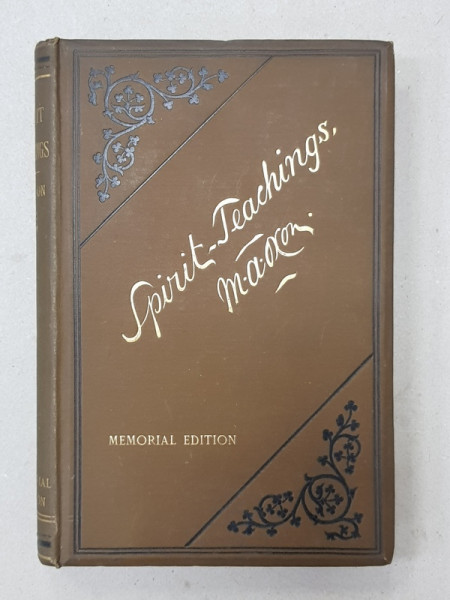 Spirit-Teachings.
M.A.Oxon.
MEMORIAL EDITION